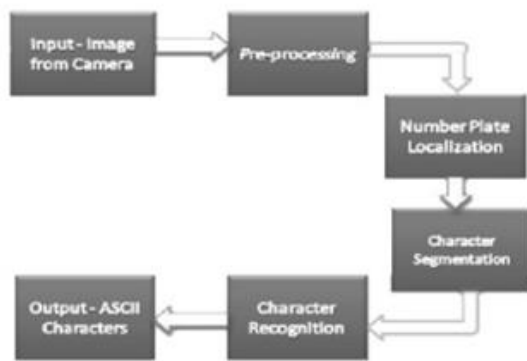 Input - Image
from Camera
Pre-processing
Number Plate
Localization
Character
Segmentation
Character
Recognition
Output - ASCII
Characters